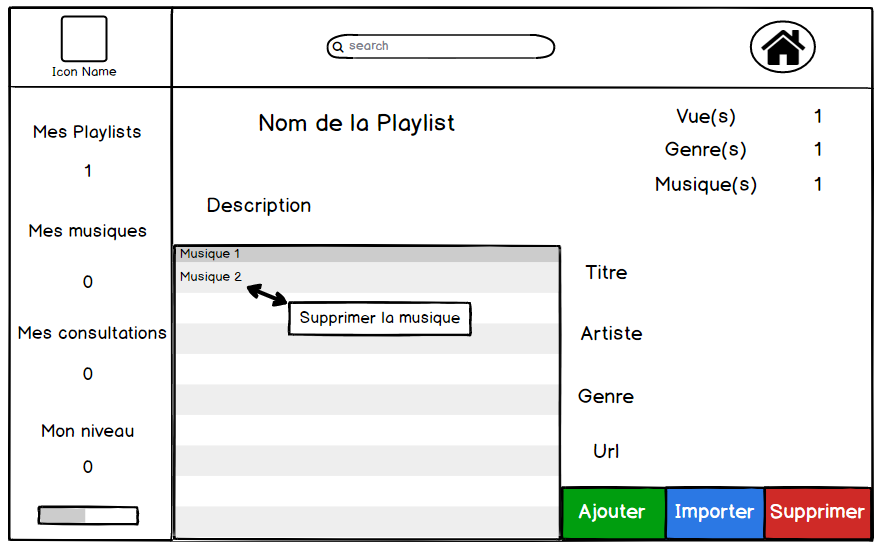 Icon Name
search
Mes Playlists
1
Mes musiques
0
Mes consultations
0
Mon niveau
0
Nom de la Playlist
Vue(s) 1
Genre(s) 1
Musique(s) 1
Description
Musique 1
Musique 2
Supprimer la musique
Titre
Artiste
Genre
Url
Ajouter
Importer
Supprimer